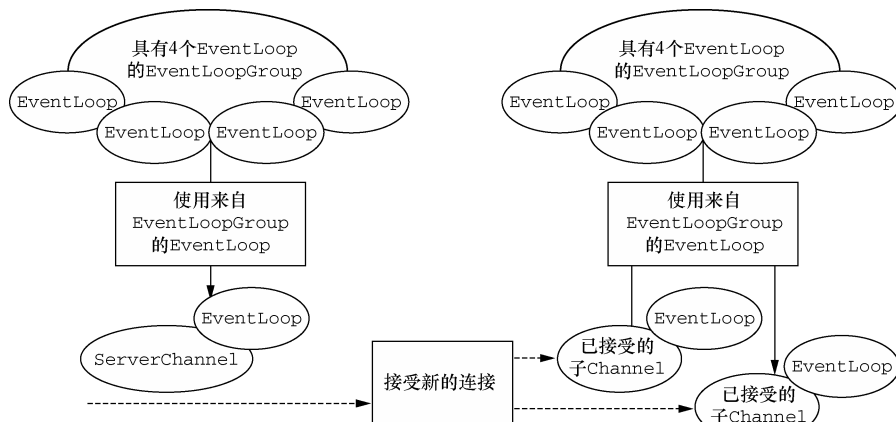 具有4个EventLoop
的EventLoopGroup
EventLoop
EventLoop
EventLoop
EventLoop
使用来自
EventLoopGroup
的EventLoop
EventLoop
ServerChannel
具有4个EventLoop
的EventLoopGroup
EventLoop
EventLoop
EventLoop
EventLoop
使用来自
EventLoopGroup
的EventLoop
EventLoop
已接受的
子Channel
接受新的连接
EventLoop
已接受的
子Channel